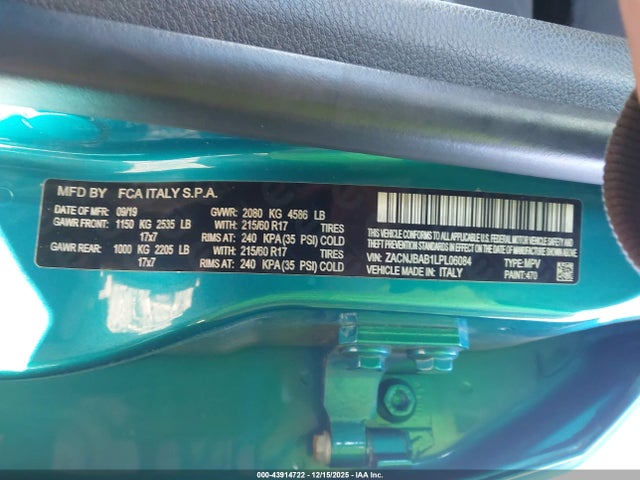 MFD BY FCA ITALY S.P.A.
DATE OF MFR: 09/19 GVWR: 2080 KG 4586 LB
GAWR FRONT: 1150 KG 2535 LB WITH: 215/60 R17 TIRES
17x7 RIMS AT: 240 KPA (35 PSI) COLD
GAWR REAR: 1000 KG 2205 LB WITH: 215/60 R17 TIRES
17x7 RIMS AT: 240 KPA (35 PSI) COLD
THIS VEHICLE CONFORMS TO ALL APPLICABLE U.S. FEDERAL MOTOR VEHICLE
SAFETY, BUMPER, AND THEFT PREVENTION STANDARDS IN
EFFECT ON THE DATE OF MANUFACTURE SHOWN ABOVE.
VIN: ZACNJBAB1LPL06084 TYPE: MPV
VEHICLE MADE IN: ITALY PAINT: 470
000-43914722 - 12/15/2025 - IAAI.com